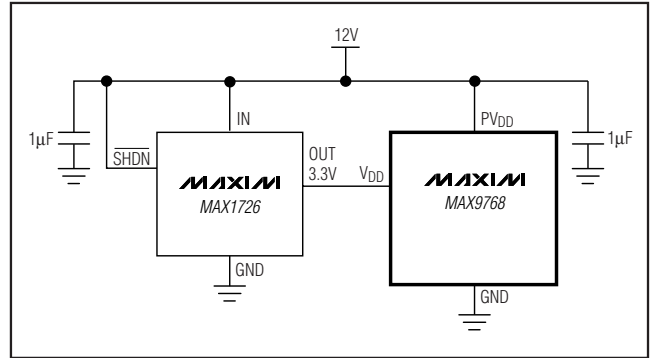 12V
IN
PVDD
1µF
1µF
SHDN
OUT
3.3V
VDD
MAXIM
MAX1726
MAXIM
MAX9768
GND
GND